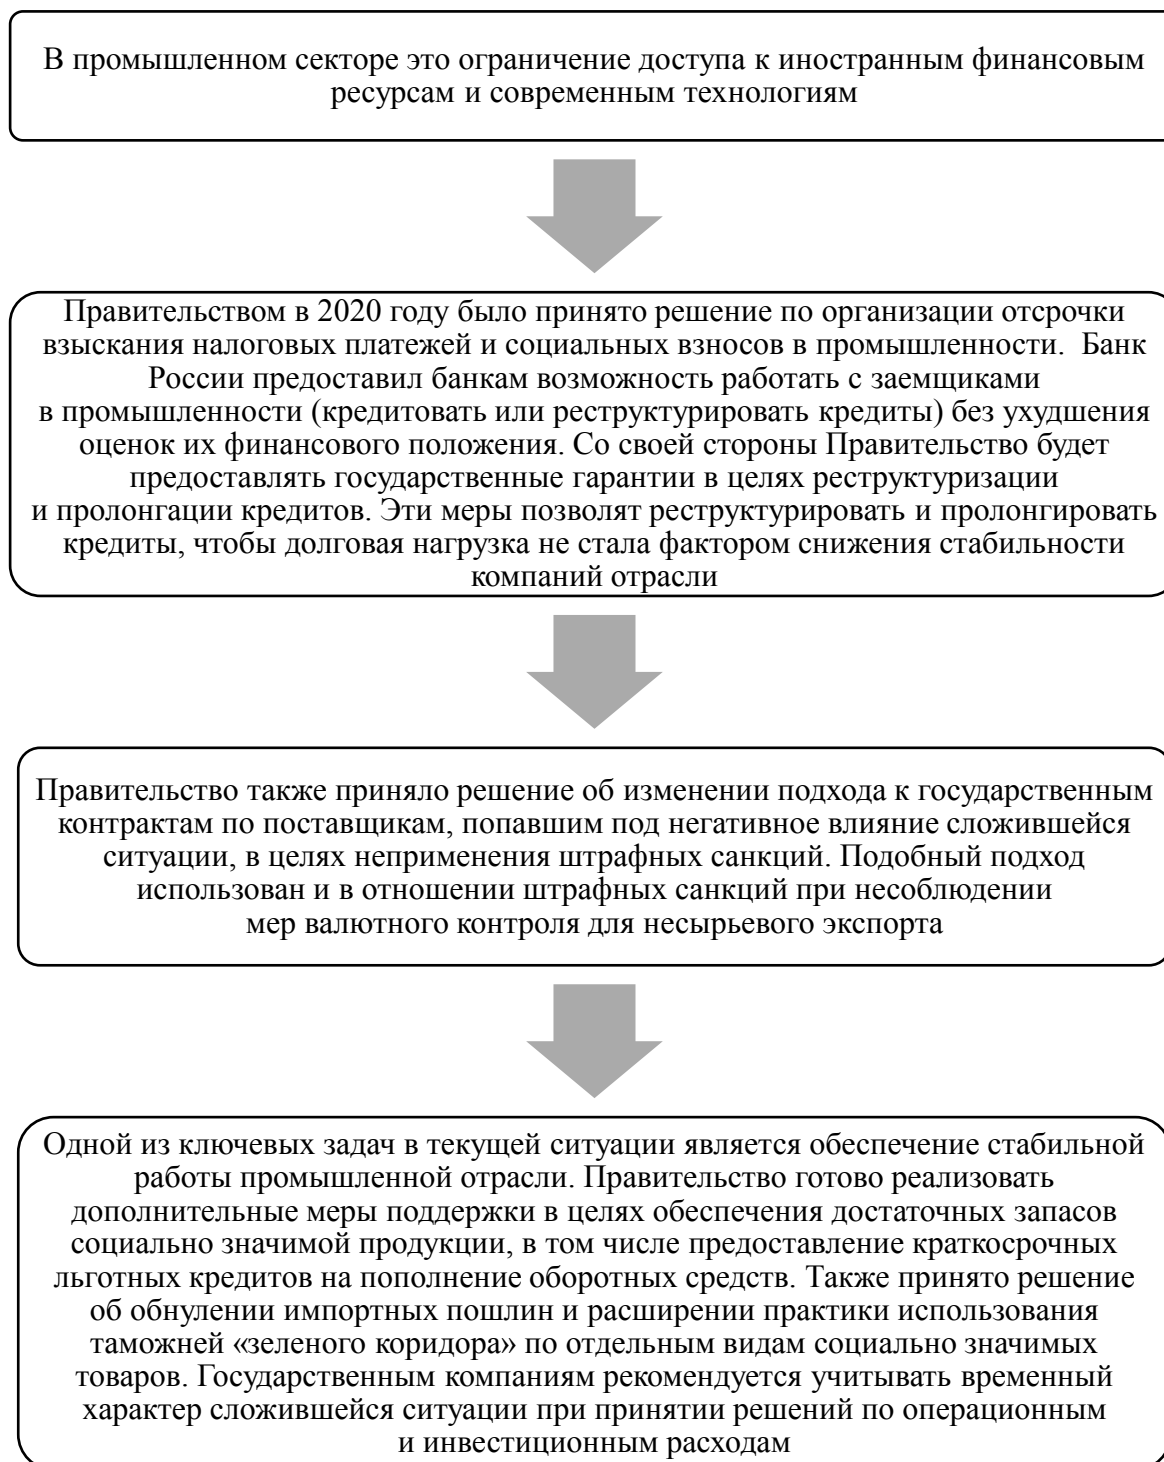 В промышленном секторе это ограничение доступа к иностранным финансовым
ресурсам и современным технологиям
Правительством в 2020 году было принято решение по организации отсрочки
взыскания налоговых платежей и социальных взносов в промышленности.  Банк
России предоставил банкам возможность работать с заемщиками
в промышленности (кредитовать или реструктурировать кредиты) без ухудшения
оценок их финансового положения. Со своей стороны Правительство будет
предоставлять государственные гарантии в целях реструктуризации
и пролонгации кредитов. Эти меры позволят реструктурировать и пролонгировать
кредиты, чтобы долговая нагрузка не стала фактором снижения стабильности
компаний отрасли
Правительство также приняло решение об изменении подхода к государственным
контрактам по поставщикам, попавшим под негативное влияние сложившейся
ситуации, в целях неприменения штрафных санкций. Подобный подход
использован и в отношении штрафных санкций при несоблюдении
мер валютного контроля для несырьевого экспорта
Одной из ключевых задач в текущей ситуации является обеспечение стабильной
работы промышленной отрасли. Правительство готово реализовать
дополнительные меры поддержки в целях обеспечения достаточных запасов
социально значимой продукции, в том числе предоставление краткосрочных
льготных кредитов на пополнение оборотных средств. Также принято решение
об обнулении импортных пошлин и расширении практики использования
таможней «зеленого коридора» по отдельным видам социально значимых
товаров. Государственным компаниям рекомендуется учитывать временный
характер сложившейся ситуации при принятии решений по операционным
и инвестиционным расходам